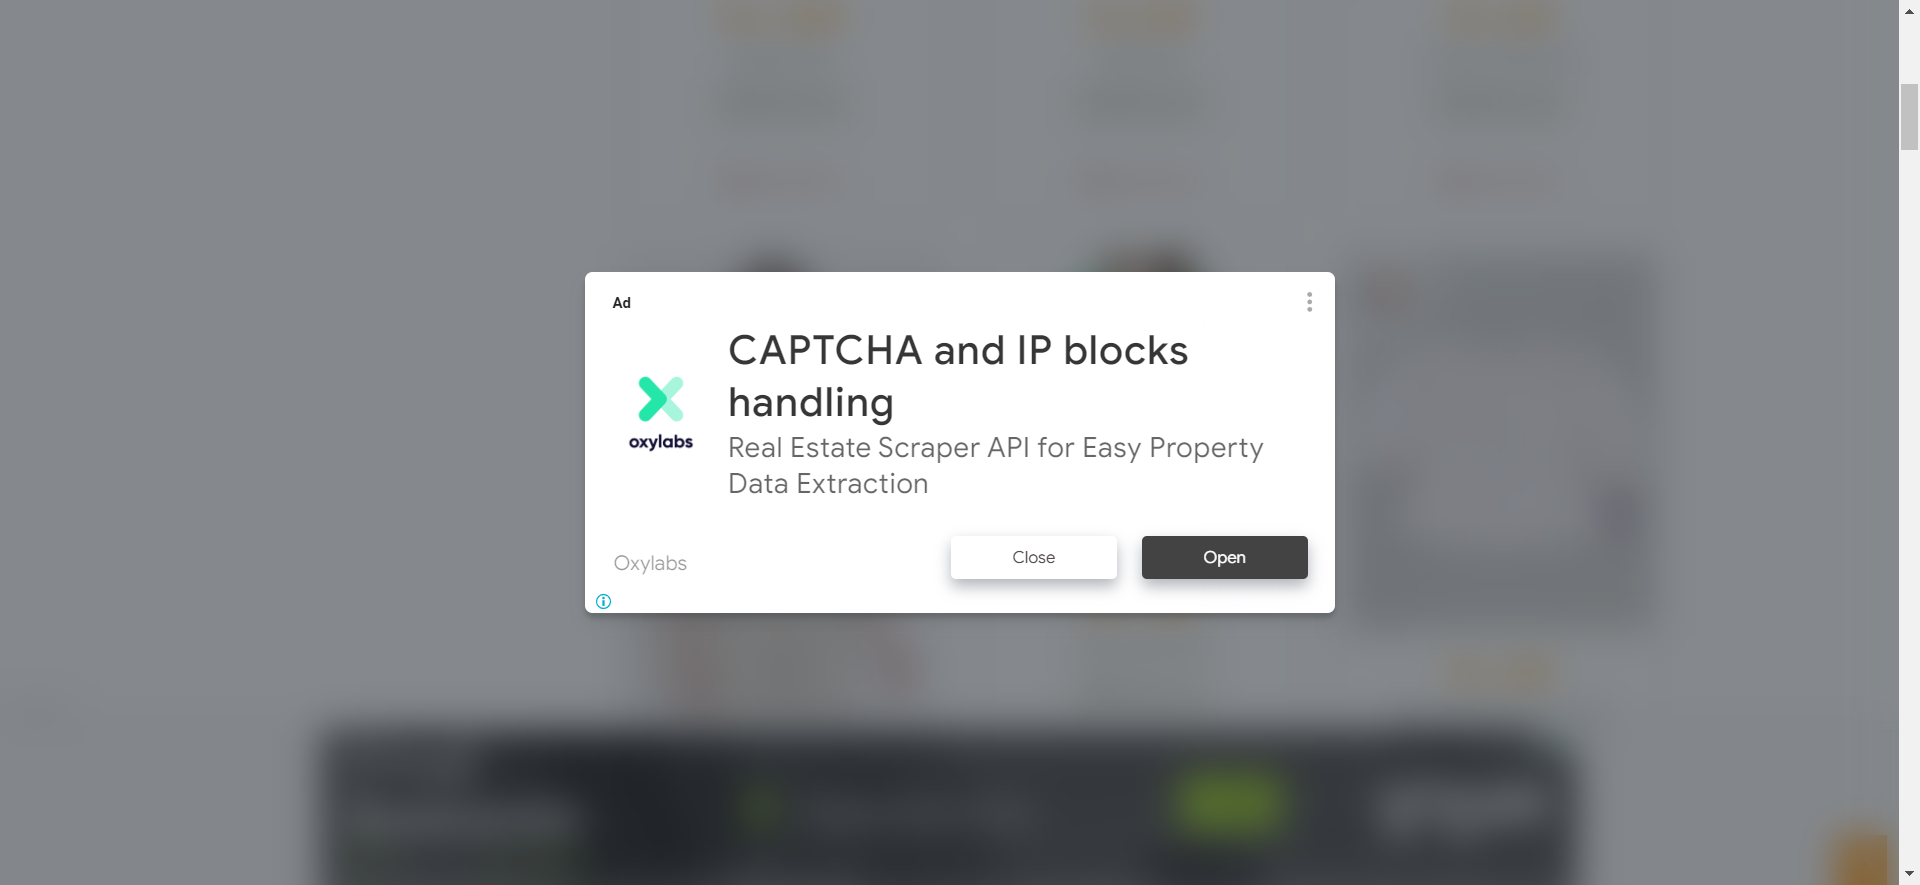 Ad
CAPTCHA and IP blocks
handling
oxylabs
Real Estate Scraper API for Easy Property
Data Extraction
Oxylabs
Close
Open